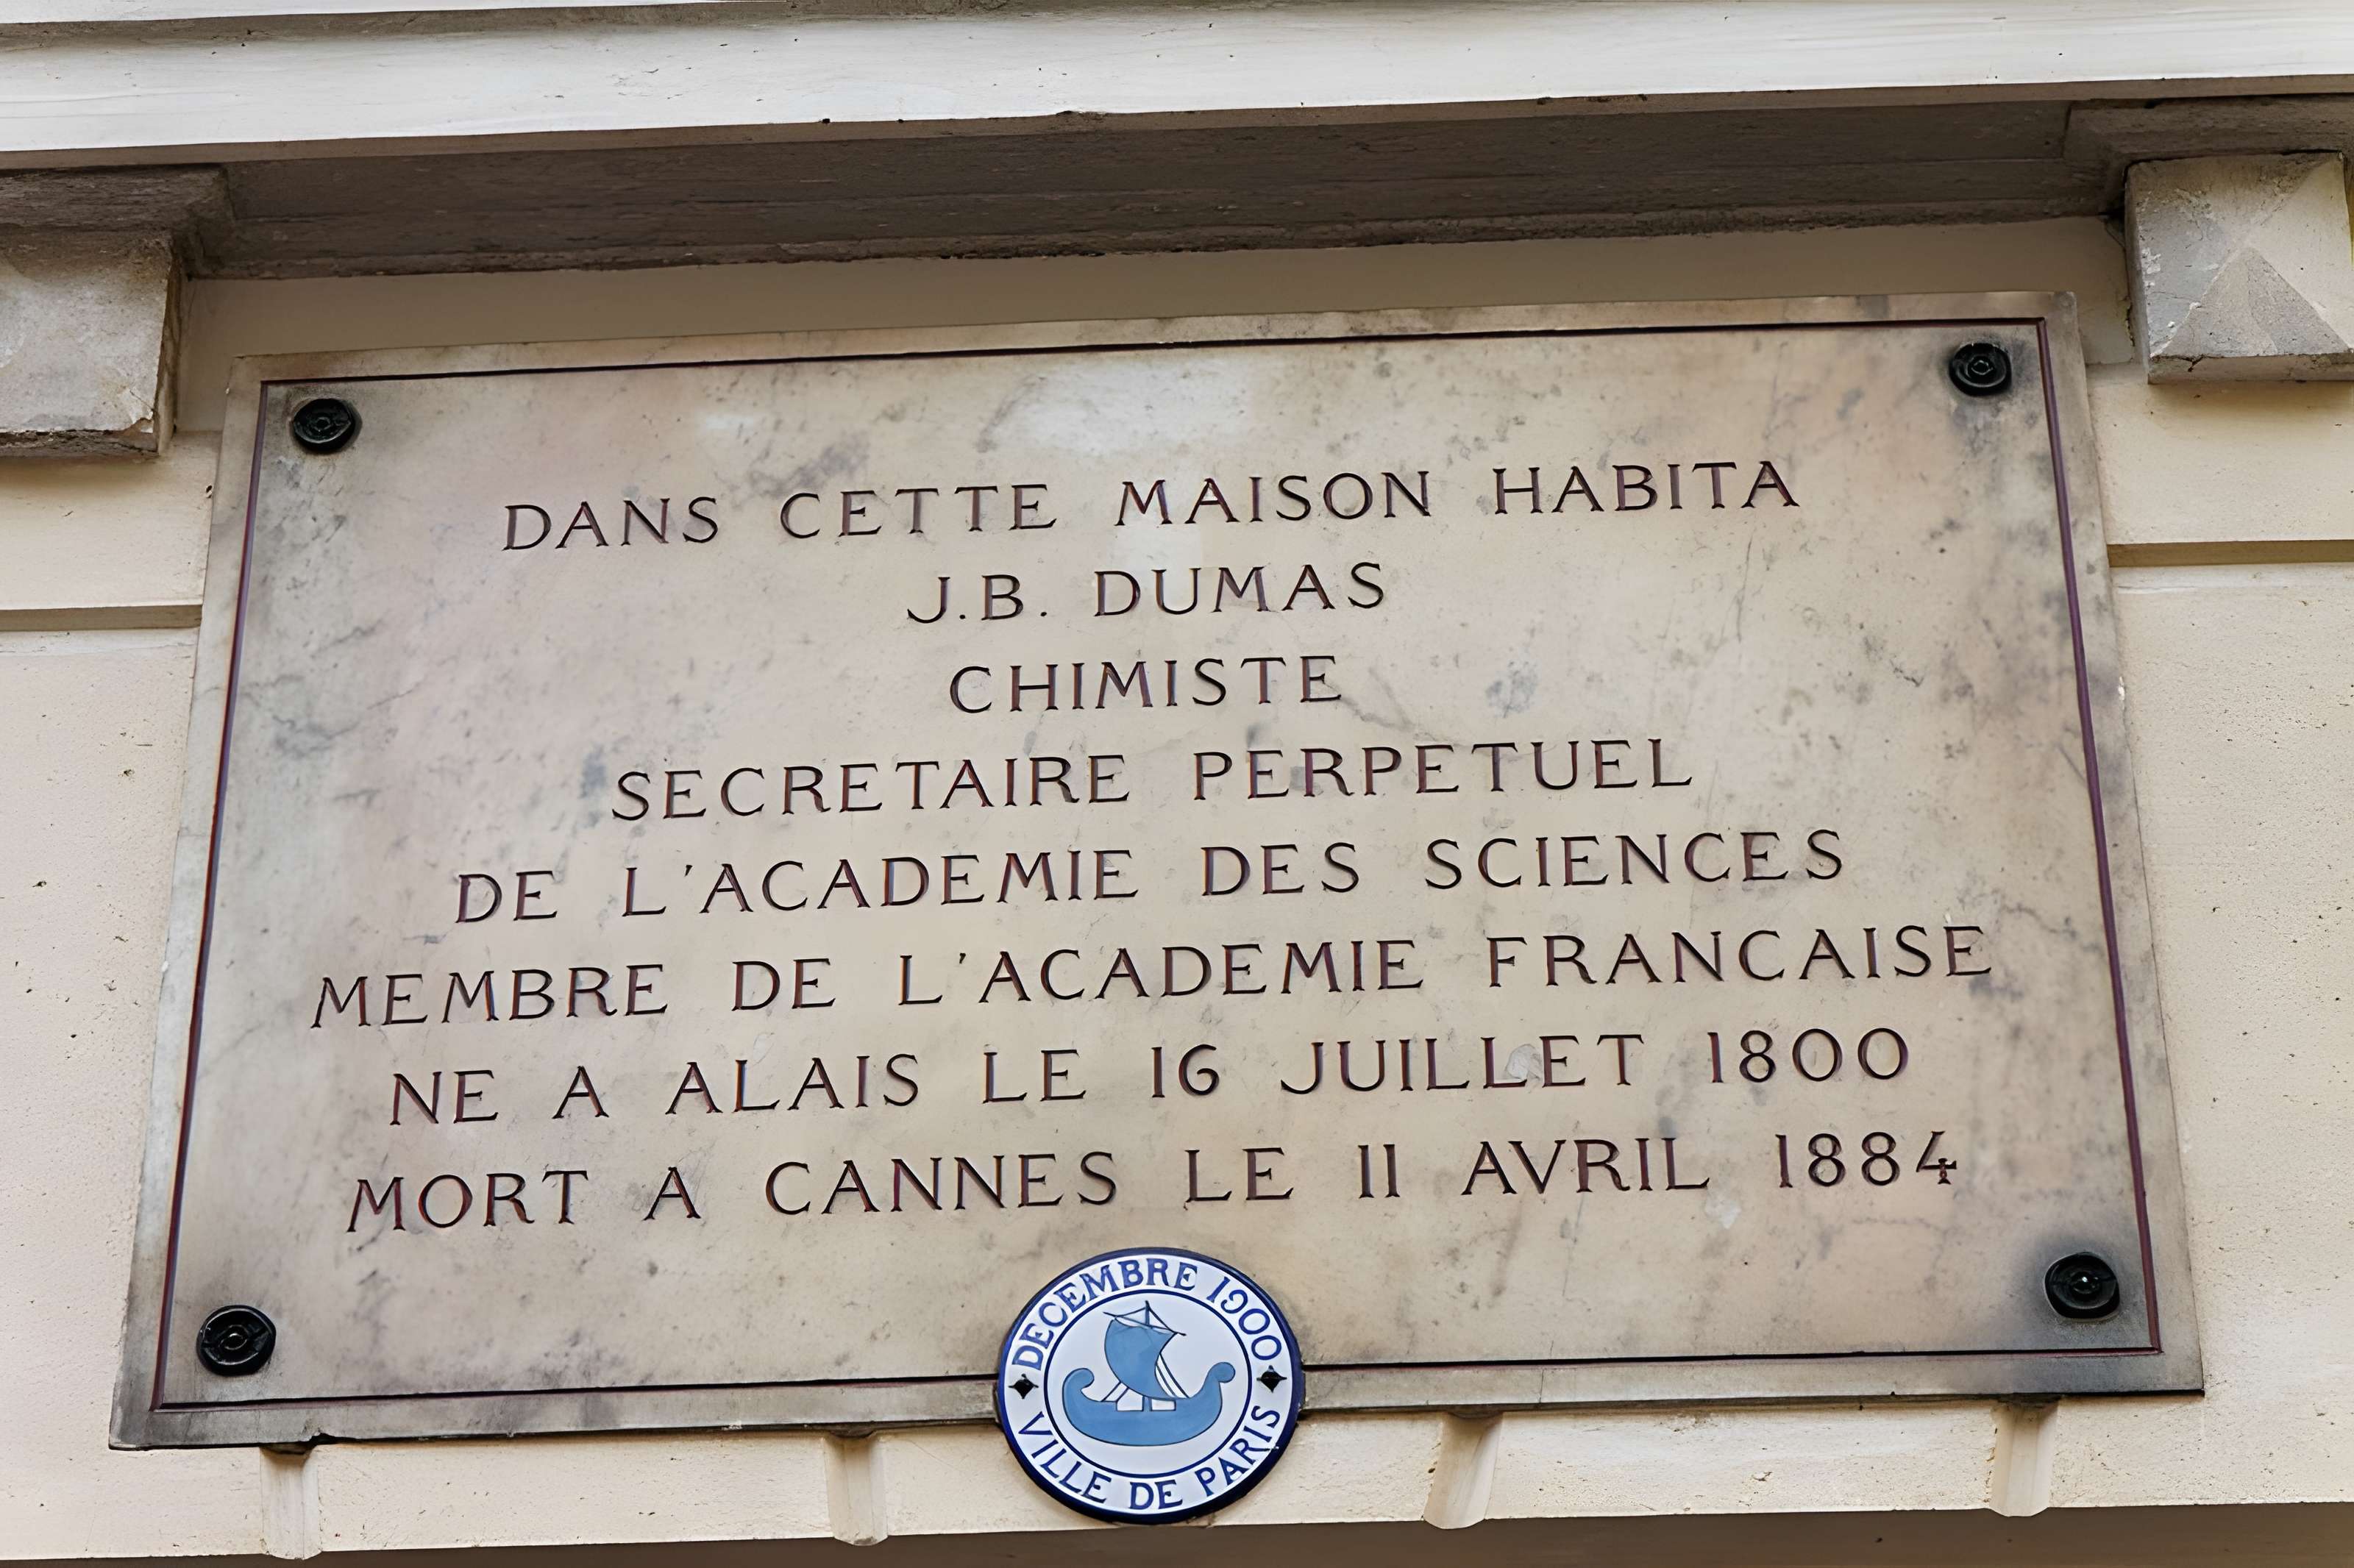 DANS CETTE MAISON HABITA
J.B. DUMAS
CHIMISTE
SECRETAIRE PERPETUEL
DE L'ACADEMIE DES SCIENCES
MEMBRE DE L'ACADEMIE FRANCAISE
NE A ALAIS LE 16 JUILLET 1800
MORT A CANNES LE 11 AVRIL 1884
DECEMBRE 1900
VILLE DE PARIS